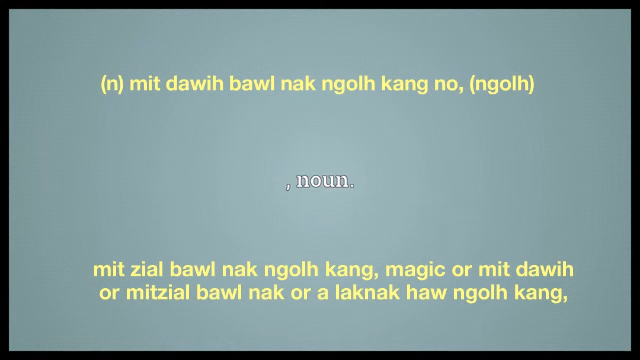 (n) mit dawih bawl nak ngolh kang no, (ngolh)
, noun.
mit zial bawl nak ngolh kang, magic or mit dawih
or mitzial bawl nak or a laknak haw ngolh kang,